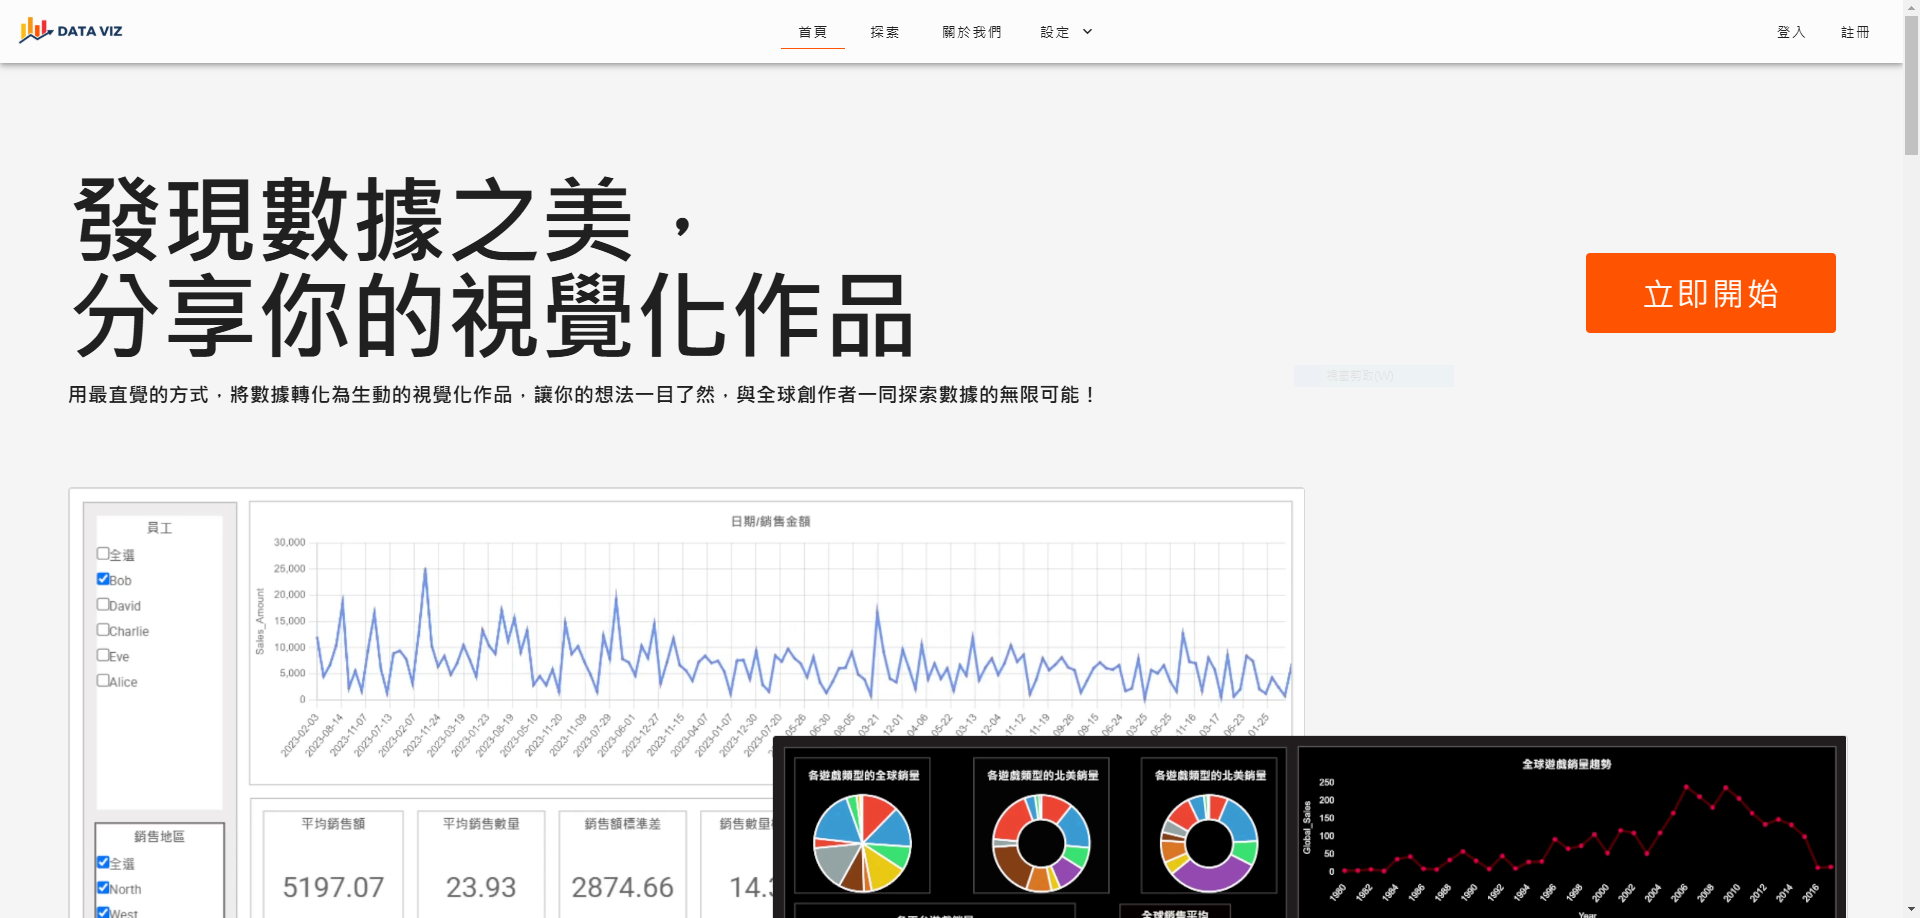 DATA VIZ
首頁
探索
關於我們
設定
登入
註冊
發現數據之美，
分享你的視覺化作品
立即開始
用最直覺的方式，將數據轉化為生動的視覺化作品，讓你的想法一目了然，與全球創作者一同探索數據的無限可能！
視窗剪取(W)
員工
全選
Bob
David
Charlie
Eve
Alice
銷售地區
全選
North
West
日期/銷售金額
Sales_Amount
30,000
25,000
20,000
15,000
10,000
5,000
0
2023-02-03
2023-08-14
2023-11-07
2023-07-13
2023-02-07
2023-11-24
2023-03-19
2023-01-23
2023-08-19
2023-05-10
2023-11-20
2023-11-09
2023-07-29
2023-06-01
2023-12-27
2023-11-15
2023-04-07
2023-01-07
2023-12-30
2023-07-20
05-26
06-30
08-05
03-21
12-01
04-06
05-22
03-13
12-04
11-12
11-19
09-26
09-15
06-24
03-25
05-25
11-16
03-17
06-23
01-25
平均銷售額
5197.07
平均銷售數量
23.93
銷售額標準差
2874.66
銷售數量
14.
各遊戲類型的全球銷量
各遊戲類型的北美銷量
各遊戲類型的北美銷量
全球遊戲銷量趨勢
Global_Sales
250
200
150
100
50
0
1980
1982
1984
1986
1988
1990
1992
1994
1996
1998
2000
2002
2004
2006
2008
2010
2012
2014
2016
Year
全球銷售平均